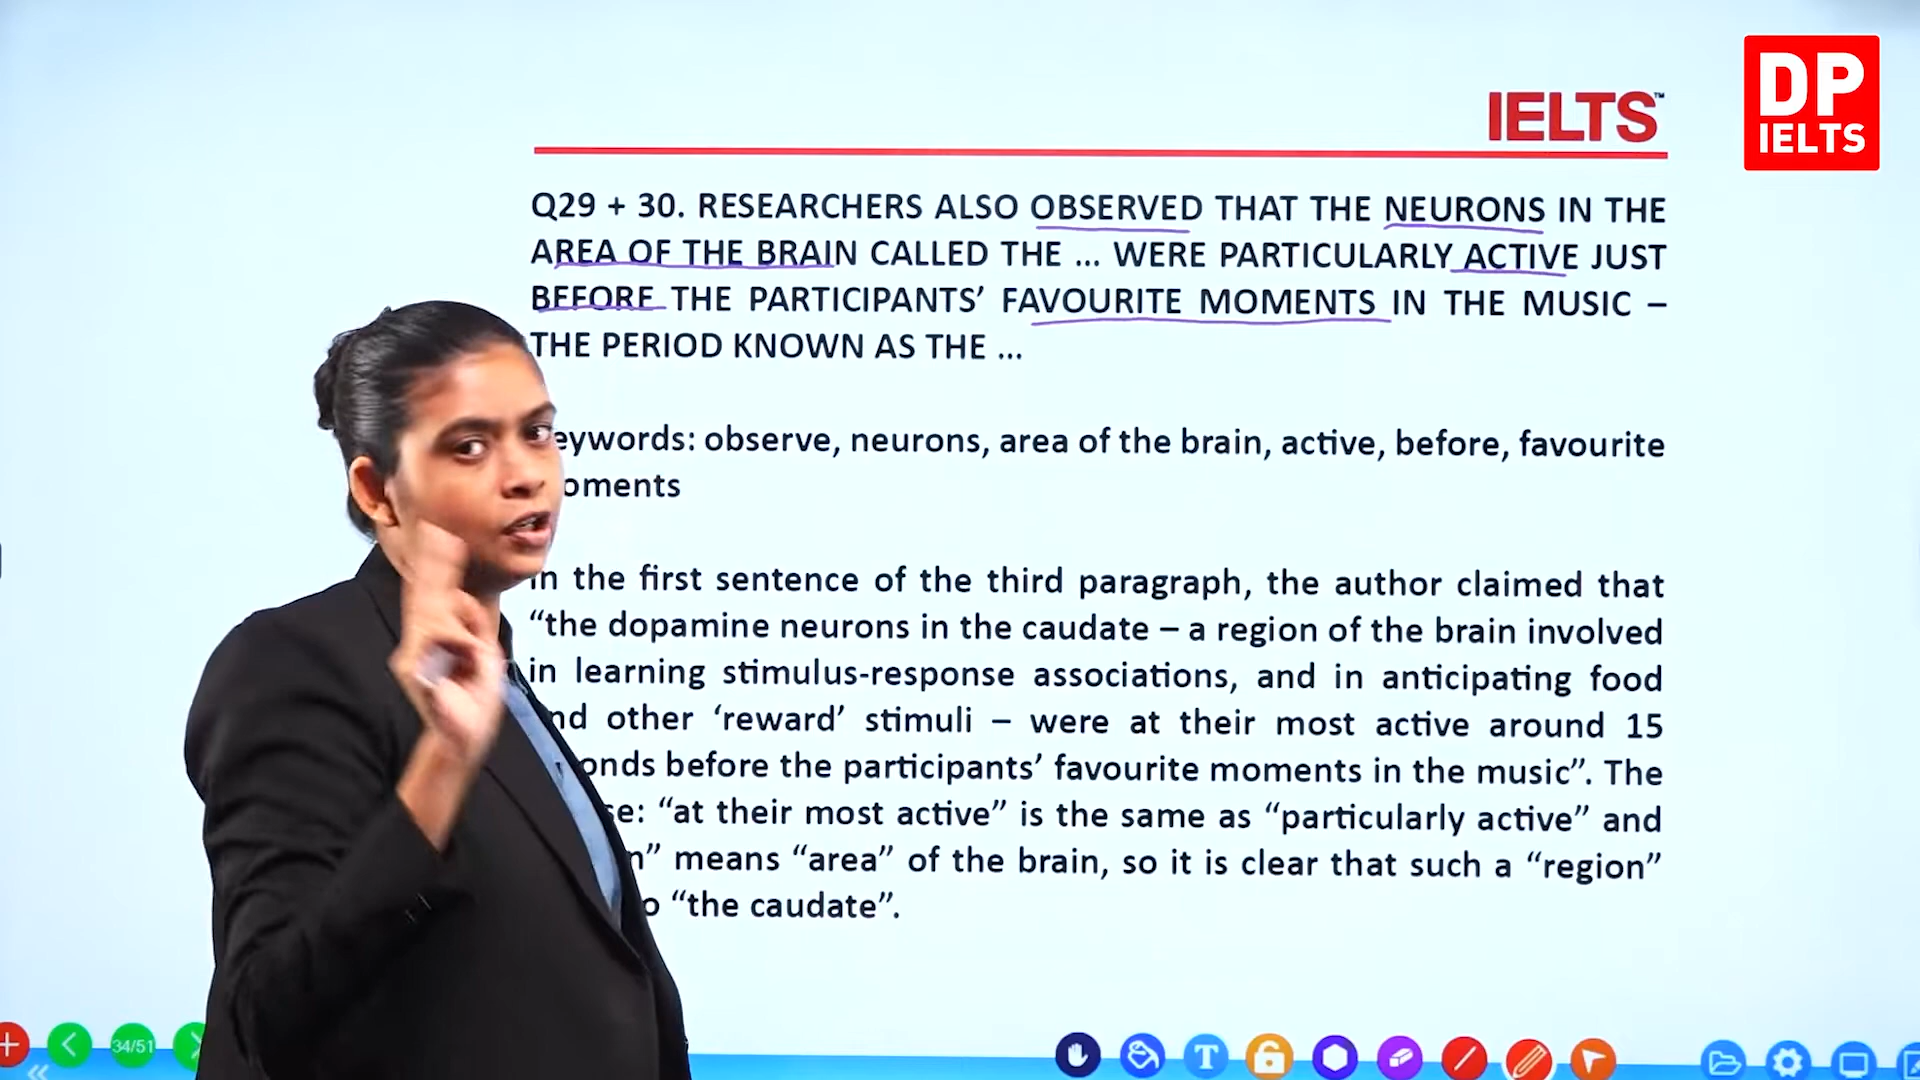 DP
IELTS
IELTS™
Q29 + 30. RESEARCHERS ALSO OBSERVED THAT THE NEURONS IN THE
AREA OF THE BRAIN CALLED THE ... WERE PARTICULARLY ACTIVE JUST
BEFORE THE PARTICIPANTS’ FAVOURITE MOMENTS IN THE MUSIC –
THE PERIOD KNOWN AS THE ...
eywords: observe, neurons, area of the brain, active, before, favourite
oments
In the first sentence of the third paragraph, the author claimed that
“the dopamine neurons in the caudate – a region of the brain involved
in learning stimulus-response associations, and in anticipating food
nd other ‘reward’ stimuli – were at their most active around 15
onds before the participants’ favourite moments in the music”. The
se: “at their most active” is the same as “particularly active” and
n” means “area” of the brain, so it is clear that such a “region”
o “the caudate”.
34/51
T